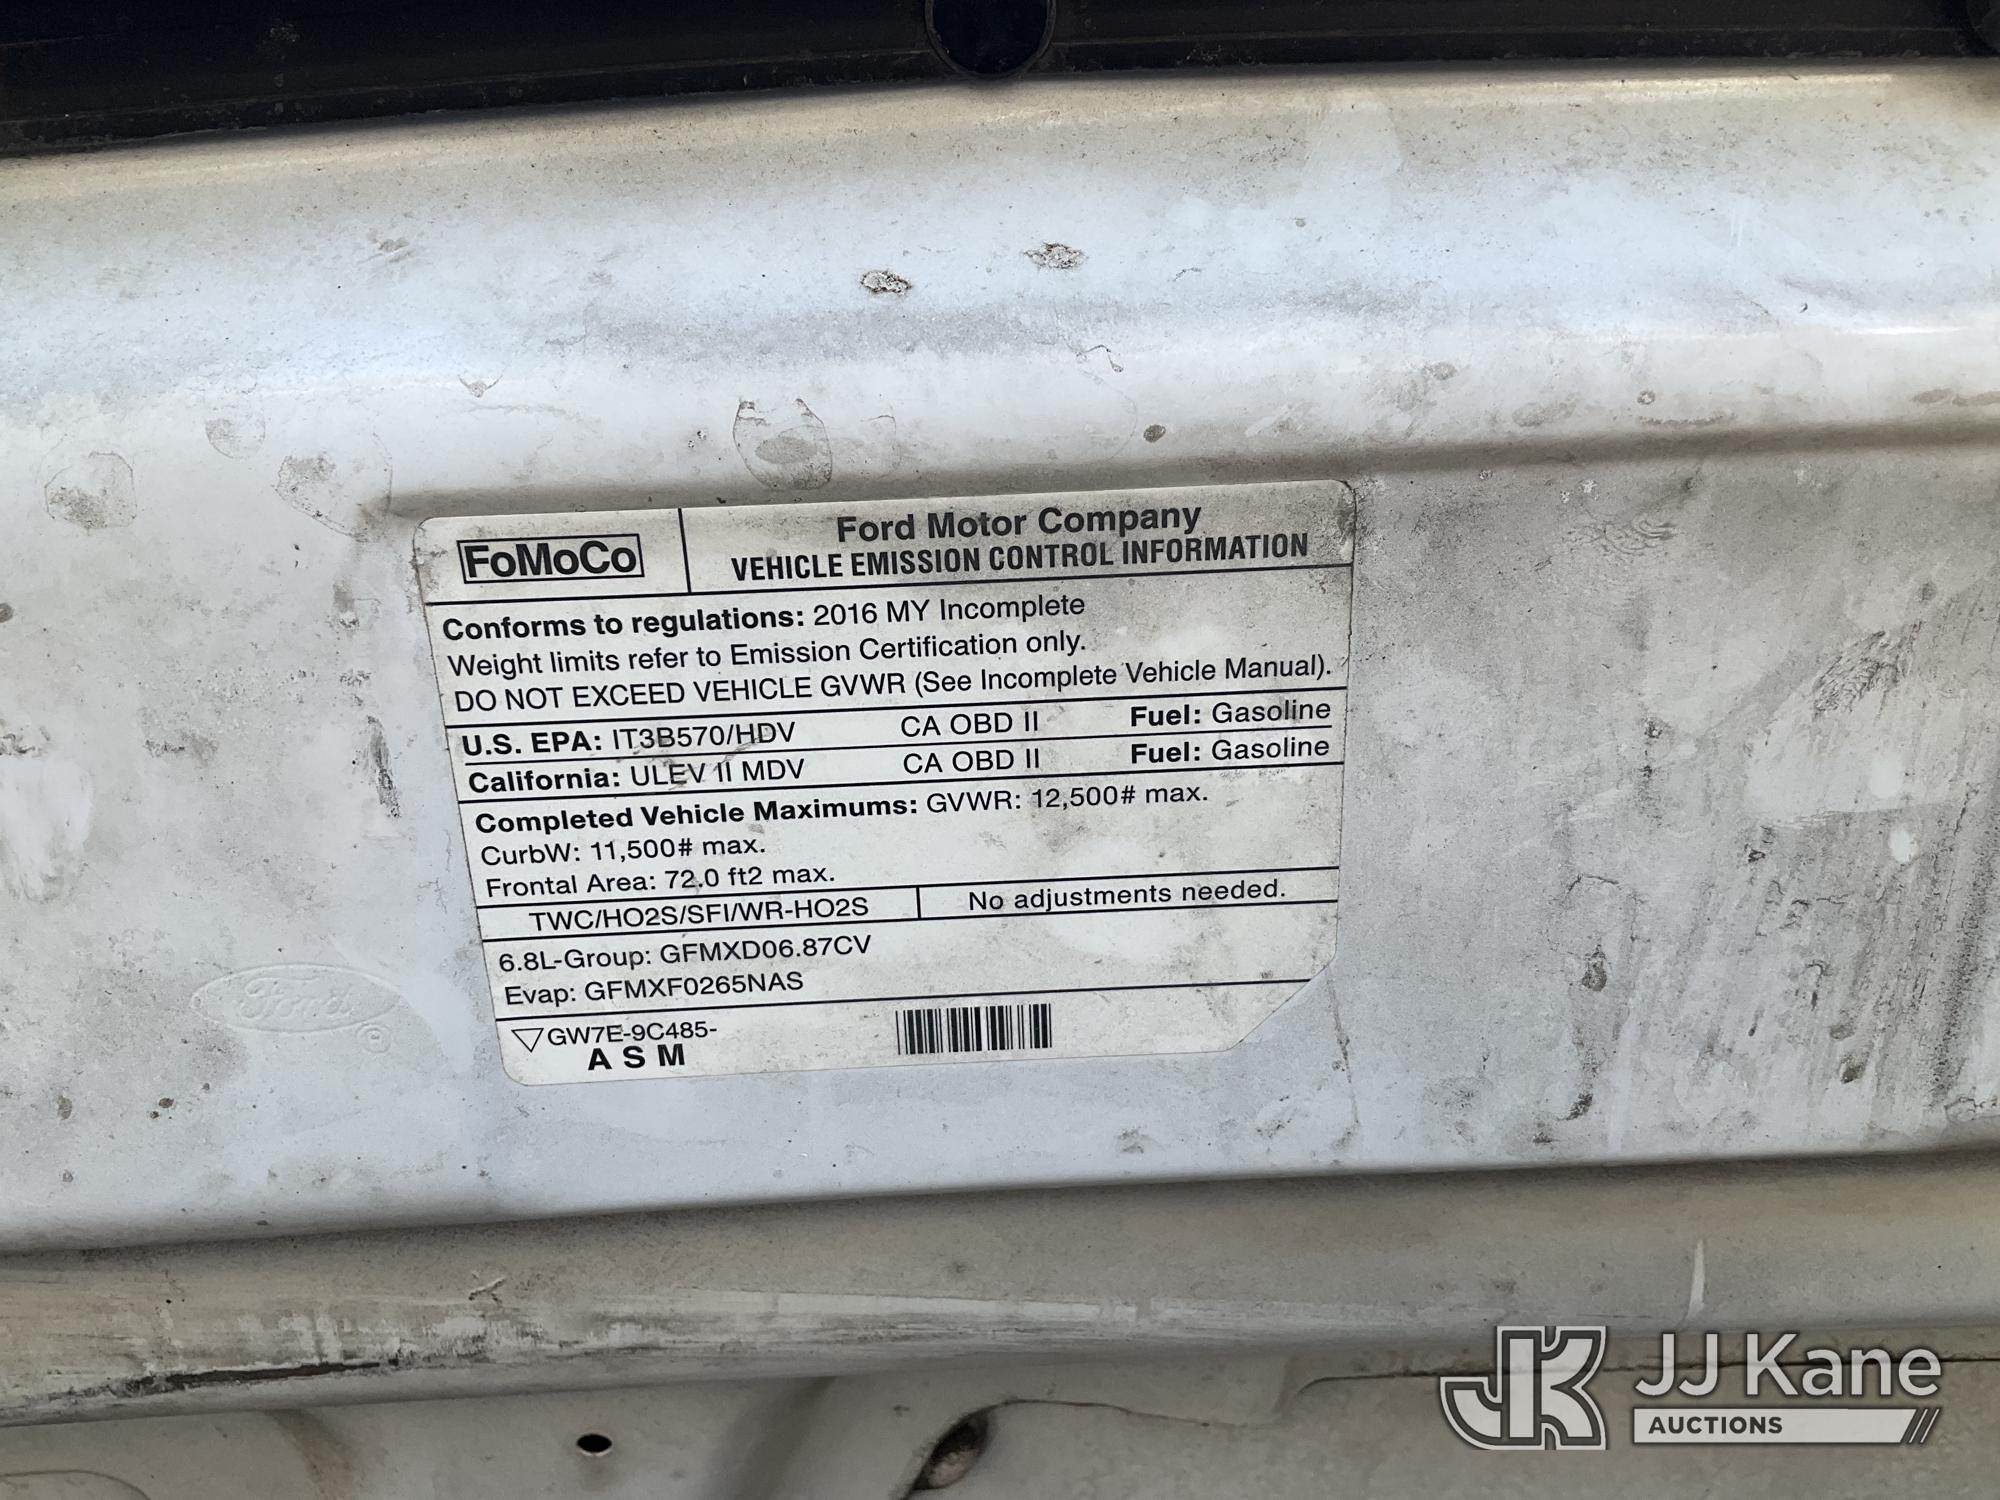 FoMoCo
Ford Motor Company
VEHICLE EMISSION CONTROL INFORMATION
Conforms to regulations: 2016 MY Incomplete
Weight limits refer to Emission Certification only.
DO NOT EXCEED VEHICLE GVWR (See Incomplete Vehicle Manual).
U.S. EPA: IT3B570/HDV CA OBD II Fuel: Gasoline
California: ULEV II MDV CA OBD II Fuel: Gasoline
Completed Vehicle Maximums: GVWR: 12,500# max.
CurbW: 11,500# max.
Frontal Area: 72.0 ft2 max.
TWC/HO2S/SFI/WR-HO2S No adjustments needed.
6.8L-Group: GFMXD06.87CV
Evap: GFMXF0265NAS
GW7E-9C485-
A S M
Ford
JK JJ Kane
AUCTIONS